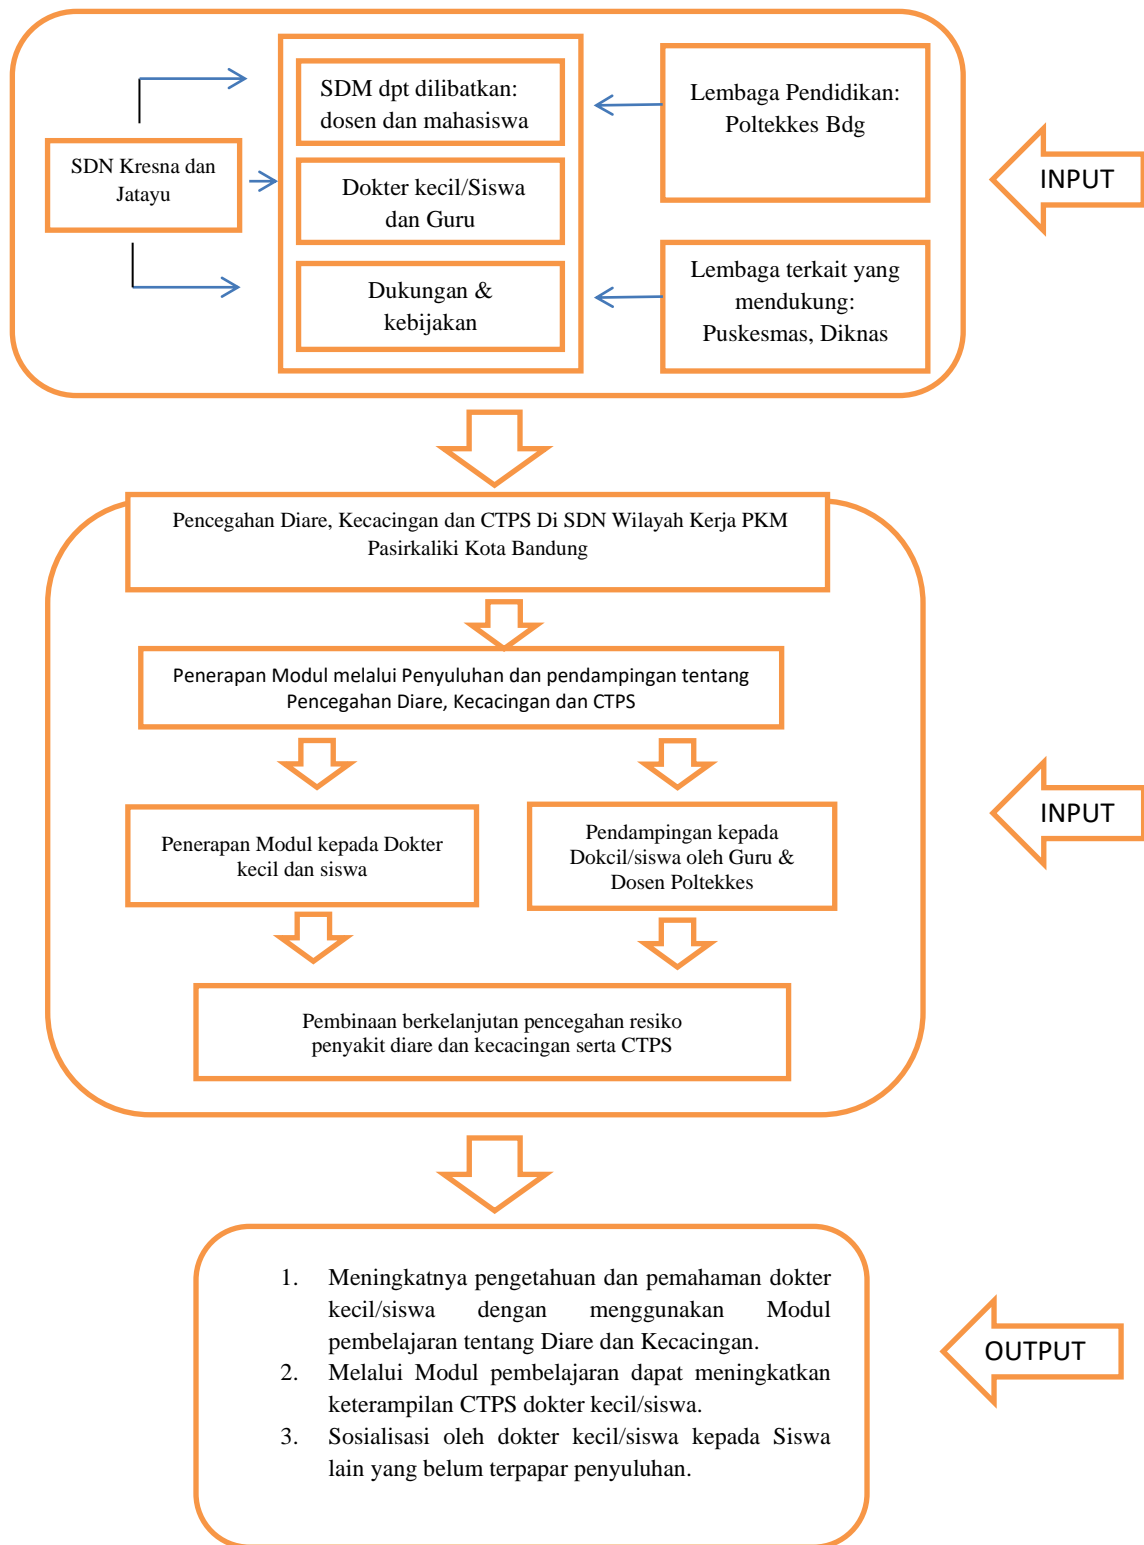 SDM dpt dilibatkan:
dosen dan mahasiswa
Lembaga Pendidikan:
Poltekkes Bdg
SDN Kresna dan
Jatayu
Dokter kecil/Siswa
dan Guru
INPUT
Dukungan &
kebijakan
Lembaga terkait yang
mendukung:
Puskesmas, Diknas
Pencegahan Diare, Kecacingan dan CTPS Di SDN Wilayah Kerja PKM
Pasirkaliki Kota Bandung
Penerapan Modul melalui Penyuluhan dan pendampingan tentang
Pencegahan Diare, Kecacingan dan CTPS
Penerapan Modul kepada Dokter
kecil dan siswa
Pendampingan kepada
Dokcil/siswa oleh Guru &
Dosen Poltekkes
INPUT
Pembinaan berkelanjutan pencegahan resiko
penyakit diare dan kecacingan serta CTPS
1. Meningkatnya pengetahuan dan pemahaman dokter
kecil/siswa dengan menggunakan Modul
pembelajaran tentang Diare dan Kecacingan.
2. Melalui Modul pembelajaran dapat meningkatkan
keterampilan CTPS dokter kecil/siswa.
3. Sosialisasi oleh dokter kecil/siswa kepada Siswa
lain yang belum terpapar penyuluhan.
OUTPUT